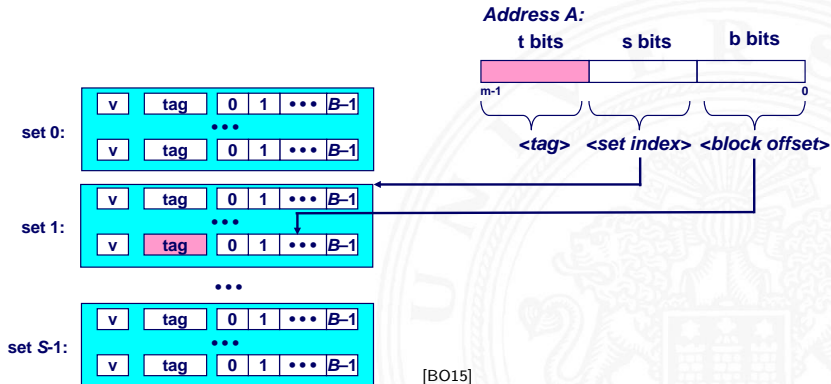 Address A:
t bits s bits b bits
m-1 0
<tag> <set index> <block offset>
v tag 0 1 ••• B–1
set 0: •••
v tag 0 1 ••• B–1
v tag 0 1 ••• B–1
set 1: •••
v tag 0 1 ••• B–1
•••
v tag 0 1 ••• B–1
set S-1: •••
v tag 0 1 ••• B–1
[BO15]